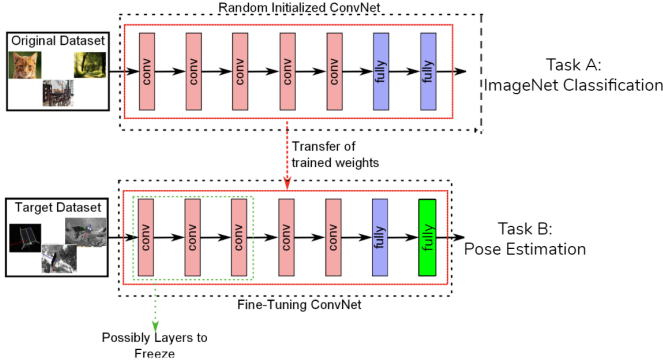 Random Initialized ConvNet
Original Dataset
conv
conv
conv
conv
conv
fully
fully
Task A:
ImageNet Classification
Transfer of
trained weights
Target Dataset
conv
conv
conv
conv
conv
fully
fully
Task B:
Pose Estimation
Fine-Tuning ConvNet
Possibly Layers to
Freeze